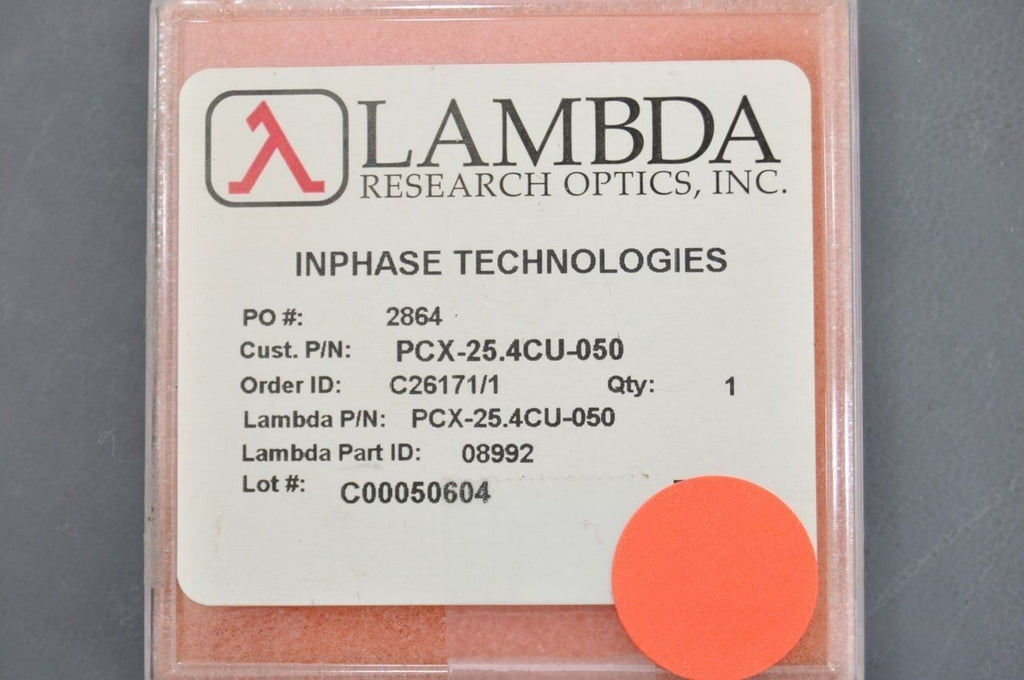 λ LAMBDA
RESEARCH OPTICS, INC.
INPHASE TECHNOLOGIES
PO #: 2864
Cust. P/N: PCX-25.4CU-050
Order ID: C26171/1 Qty: 1
Lambda P/N: PCX-25.4CU-050
Lambda Part ID: 08992
Lot #: C00050604